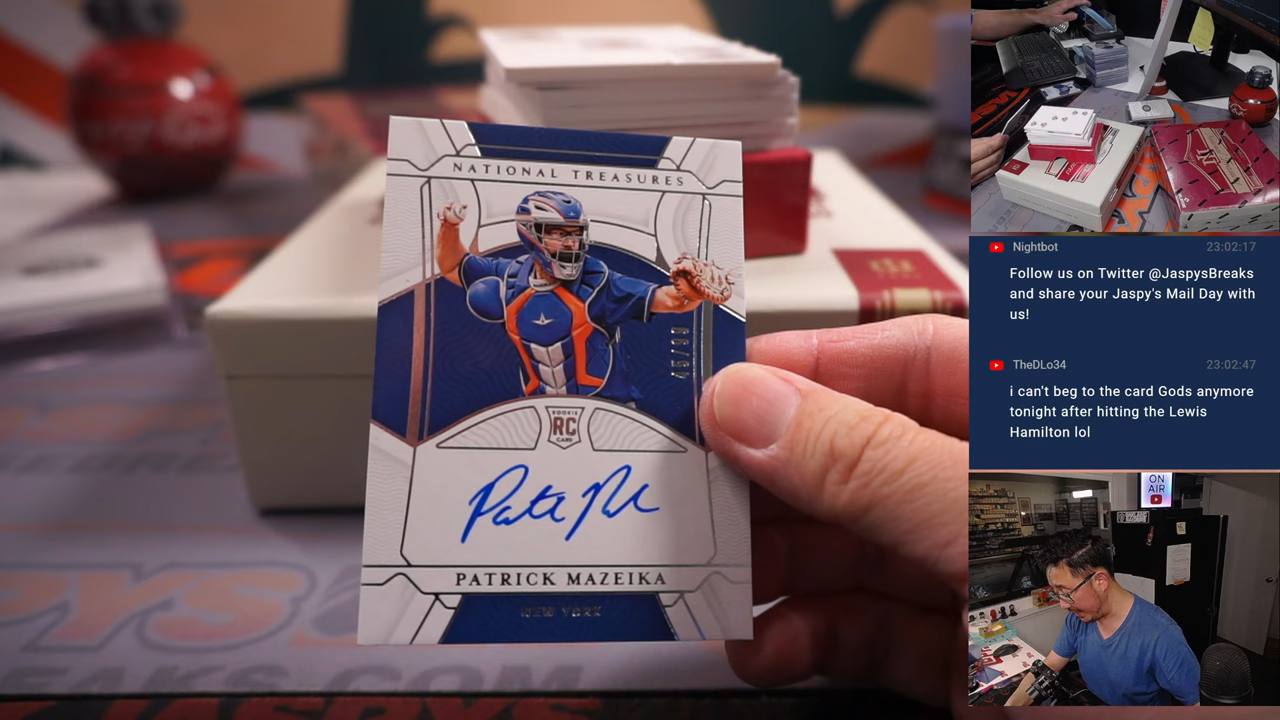 NATIONAL TREASURES
45/99
ROOKIE
RC
CARD
PATRICK MAZEIKA
NEW YORK
Nightbot 23:02:17
Follow us on Twitter @JaspysBreaks
and share your Jaspy's Mail Day with
us!
TheDLo34 23:02:47
i can't beg to the card Gods anymore
tonight after hitting the Lewis
Hamilton lol
ON
AIR